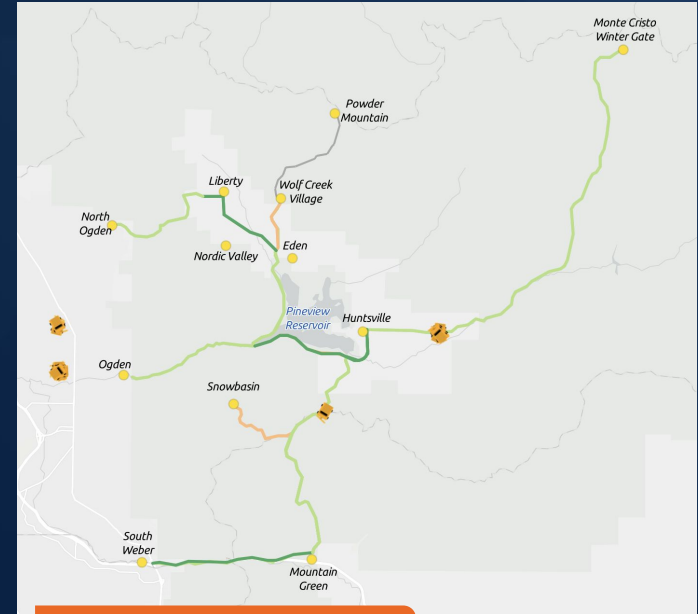 Monte Cristo
Winter Gate
Powder
Mountain
Liberty
Wolf Creek
Village
North
Ogden
Eden
Nordic Valley
Pineview
Reservoir
Huntsville
Ogden
Snowbasin
South
Weber
Mountain
Green